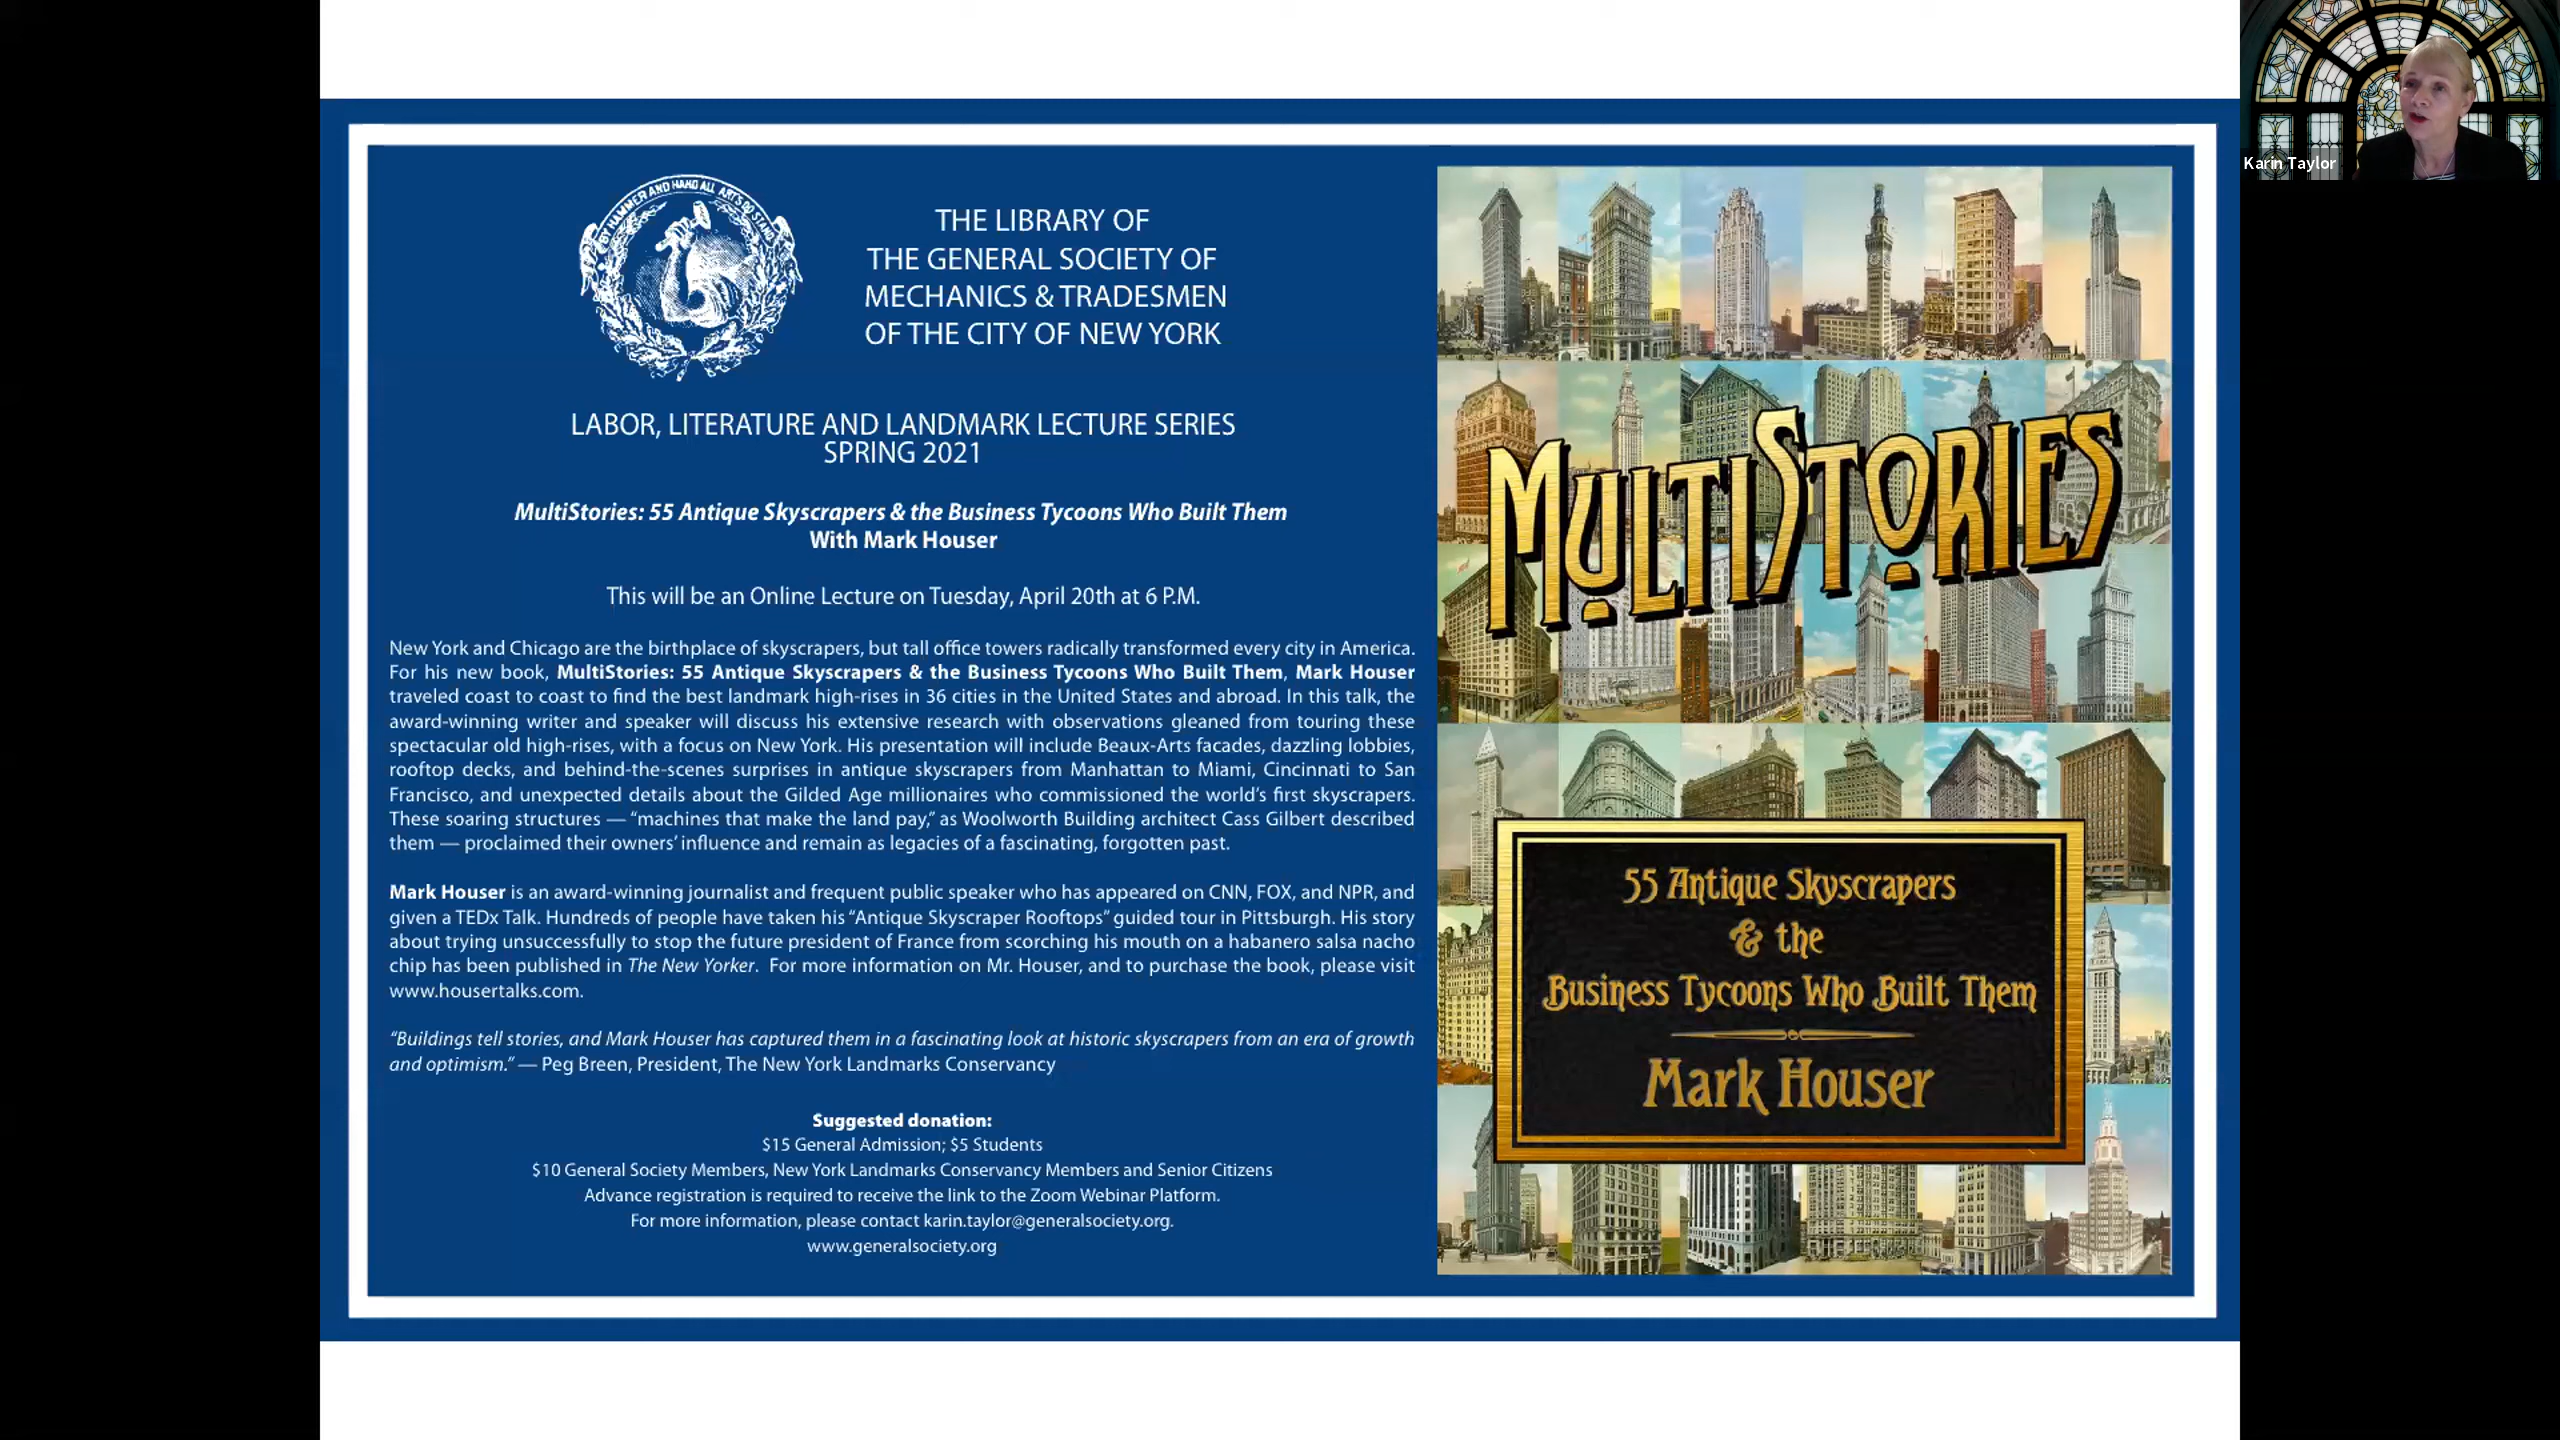 Karin Taylor
BY HAMMER AND HAND ALL ARTS DO STAND
THE LIBRARY OF
THE GENERAL SOCIETY OF
MECHANICS & TRADESMEN
OF THE CITY OF NEW YORK
LABOR, LITERATURE AND LANDMARK LECTURE SERIES
SPRING 2021
MultiStories: 55 Antique Skyscrapers & the Business Tycoons Who Built Them
With Mark Houser
This will be an Online Lecture on Tuesday, April 20th at 6 P.M.
New York and Chicago are the birthplace of skyscrapers, but tall office towers radically transformed every city in America.
For his new book, MultiStories: 55 Antique Skyscrapers & the Business Tycoons Who Built Them, Mark Houser
traveled coast to coast to find the best landmark high-rises in 36 cities in the United States and abroad. In this talk, the
award-winning writer and speaker will discuss his extensive research with observations gleaned from touring these
spectacular old high-rises, with a focus on New York. His presentation will include Beaux-Arts facades, dazzling lobbies,
rooftop decks, and behind-the-scenes surprises in antique skyscrapers from Manhattan to Miami, Cincinnati to San
Francisco, and unexpected details about the Gilded Age millionaires who commissioned the world's first skyscrapers.
These soaring structures — "machines that make the land pay," as Woolworth Building architect Cass Gilbert described
them — proclaimed their owners' influence and remain as legacies of a fascinating, forgotten past.
Mark Houser is an award-winning journalist and frequent public speaker who has appeared on CNN, FOX, and NPR, and
given a TEDx Talk. Hundreds of people have taken his "Antique Skyscraper Rooftops" guided tour in Pittsburgh. His story
about trying unsuccessfully to stop the future president of France from scorching his mouth on a habanero salsa nacho
chip has been published in The New Yorker. For more information on Mr. Houser, and to purchase the book, please visit
www.housertalks.com.
"Buildings tell stories, and Mark Houser has captured them in a fascinating look at historic skyscrapers from an era of growth
and optimism." — Peg Breen, President, The New York Landmarks Conservancy
Suggested donation:
$15 General Admission; $5 Students
$10 General Society Members, New York Landmarks Conservancy Members and Senior Citizens
Advance registration is required to receive the link to the Zoom Webinar Platform.
For more information, please contact karin.taylor@generalsociety.org.
www.generalsociety.org
MULTISTORIES
55 Antique Skyscrapers
& the
Business Tycoons Who Built Them
Mark Houser